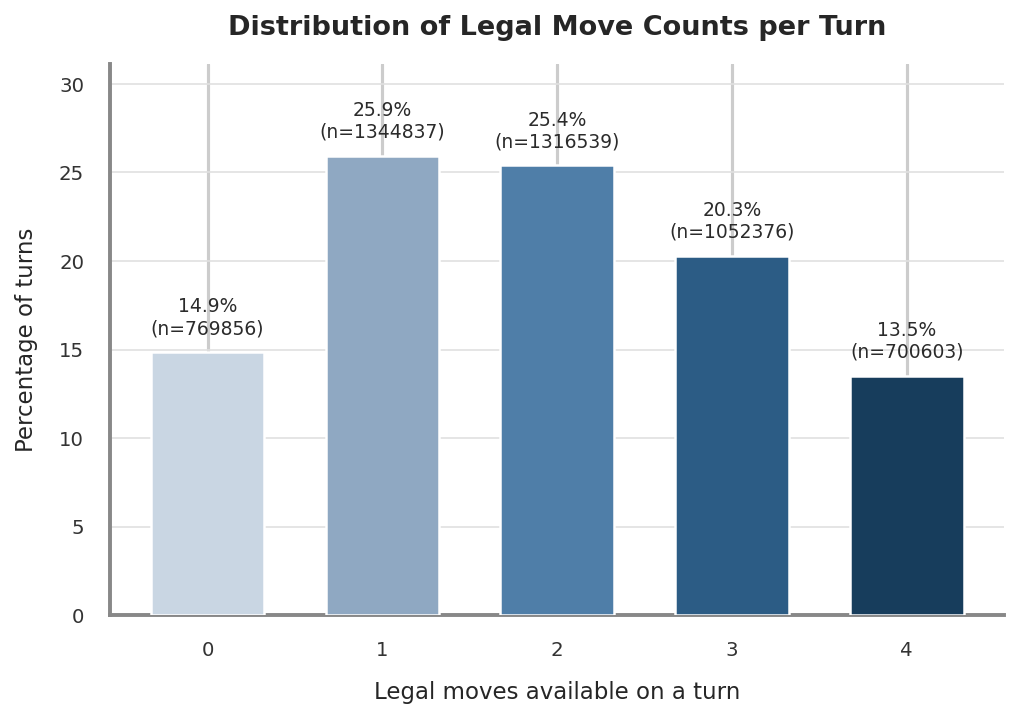 Distribution of Legal Move Counts per Turn
Percentage of turns
30
25
20
15
10
5
0
14.9%
(n=769856)
25.9%
(n=1344837)
25.4%
(n=1316539)
20.3%
(n=1052376)
13.5%
(n=700603)
0
1
2
3
4
Legal moves available on a turn